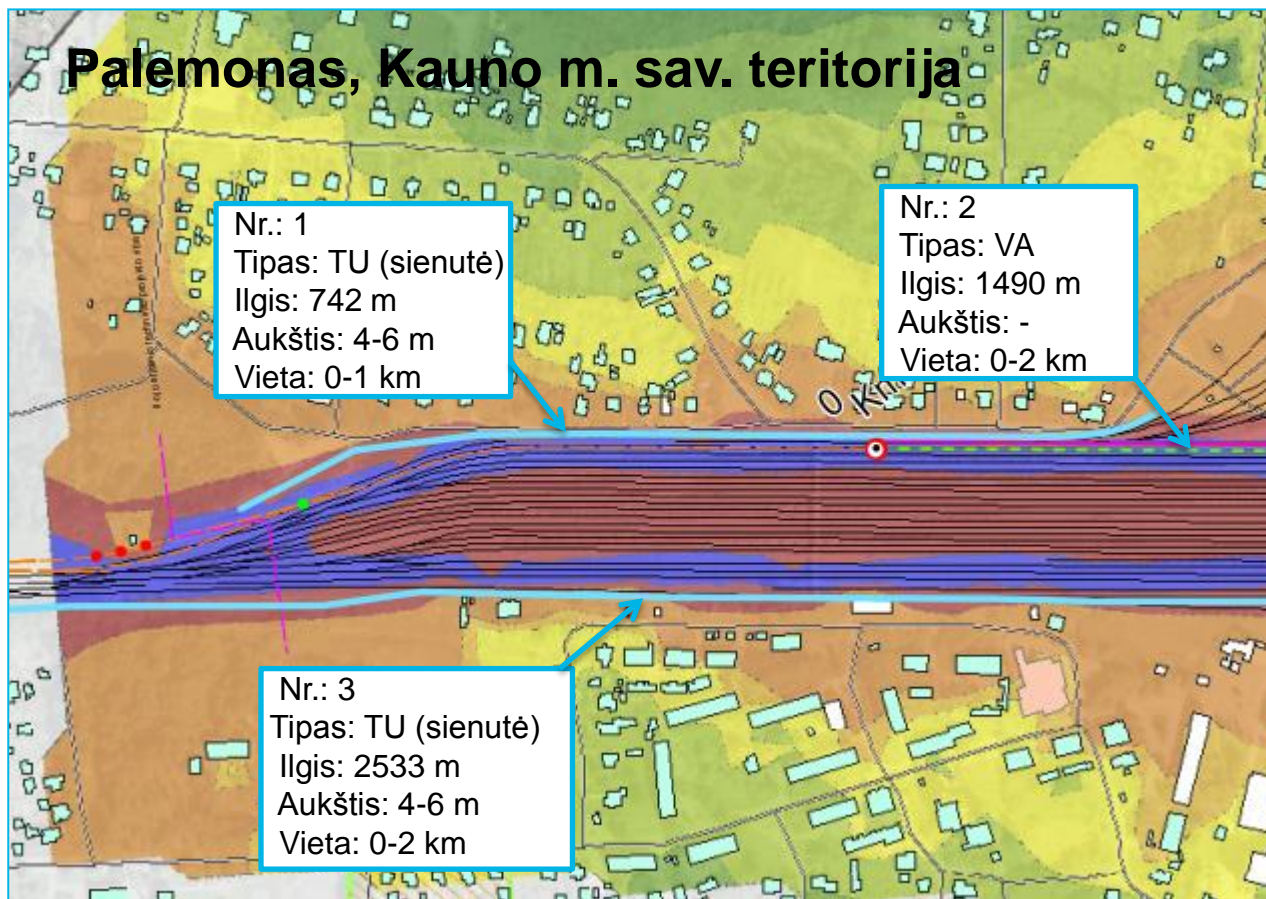 Palemonas, Kauno m. sav. teritorija
Nr.: 1
Tipas: TU (sienutė)
Ilgis: 742 m
Aukštis: 4-6 m
Vieta: 0-1 km
Nr.: 2
Tipas: VA
Ilgis: 1490 m
Aukštis: -
Vieta: 0-2 km
0
Nr.: 3
Tipas: TU (sienutė)
Ilgis: 2533 m
Aukštis: 4-6 m
Vieta: 0-2 km